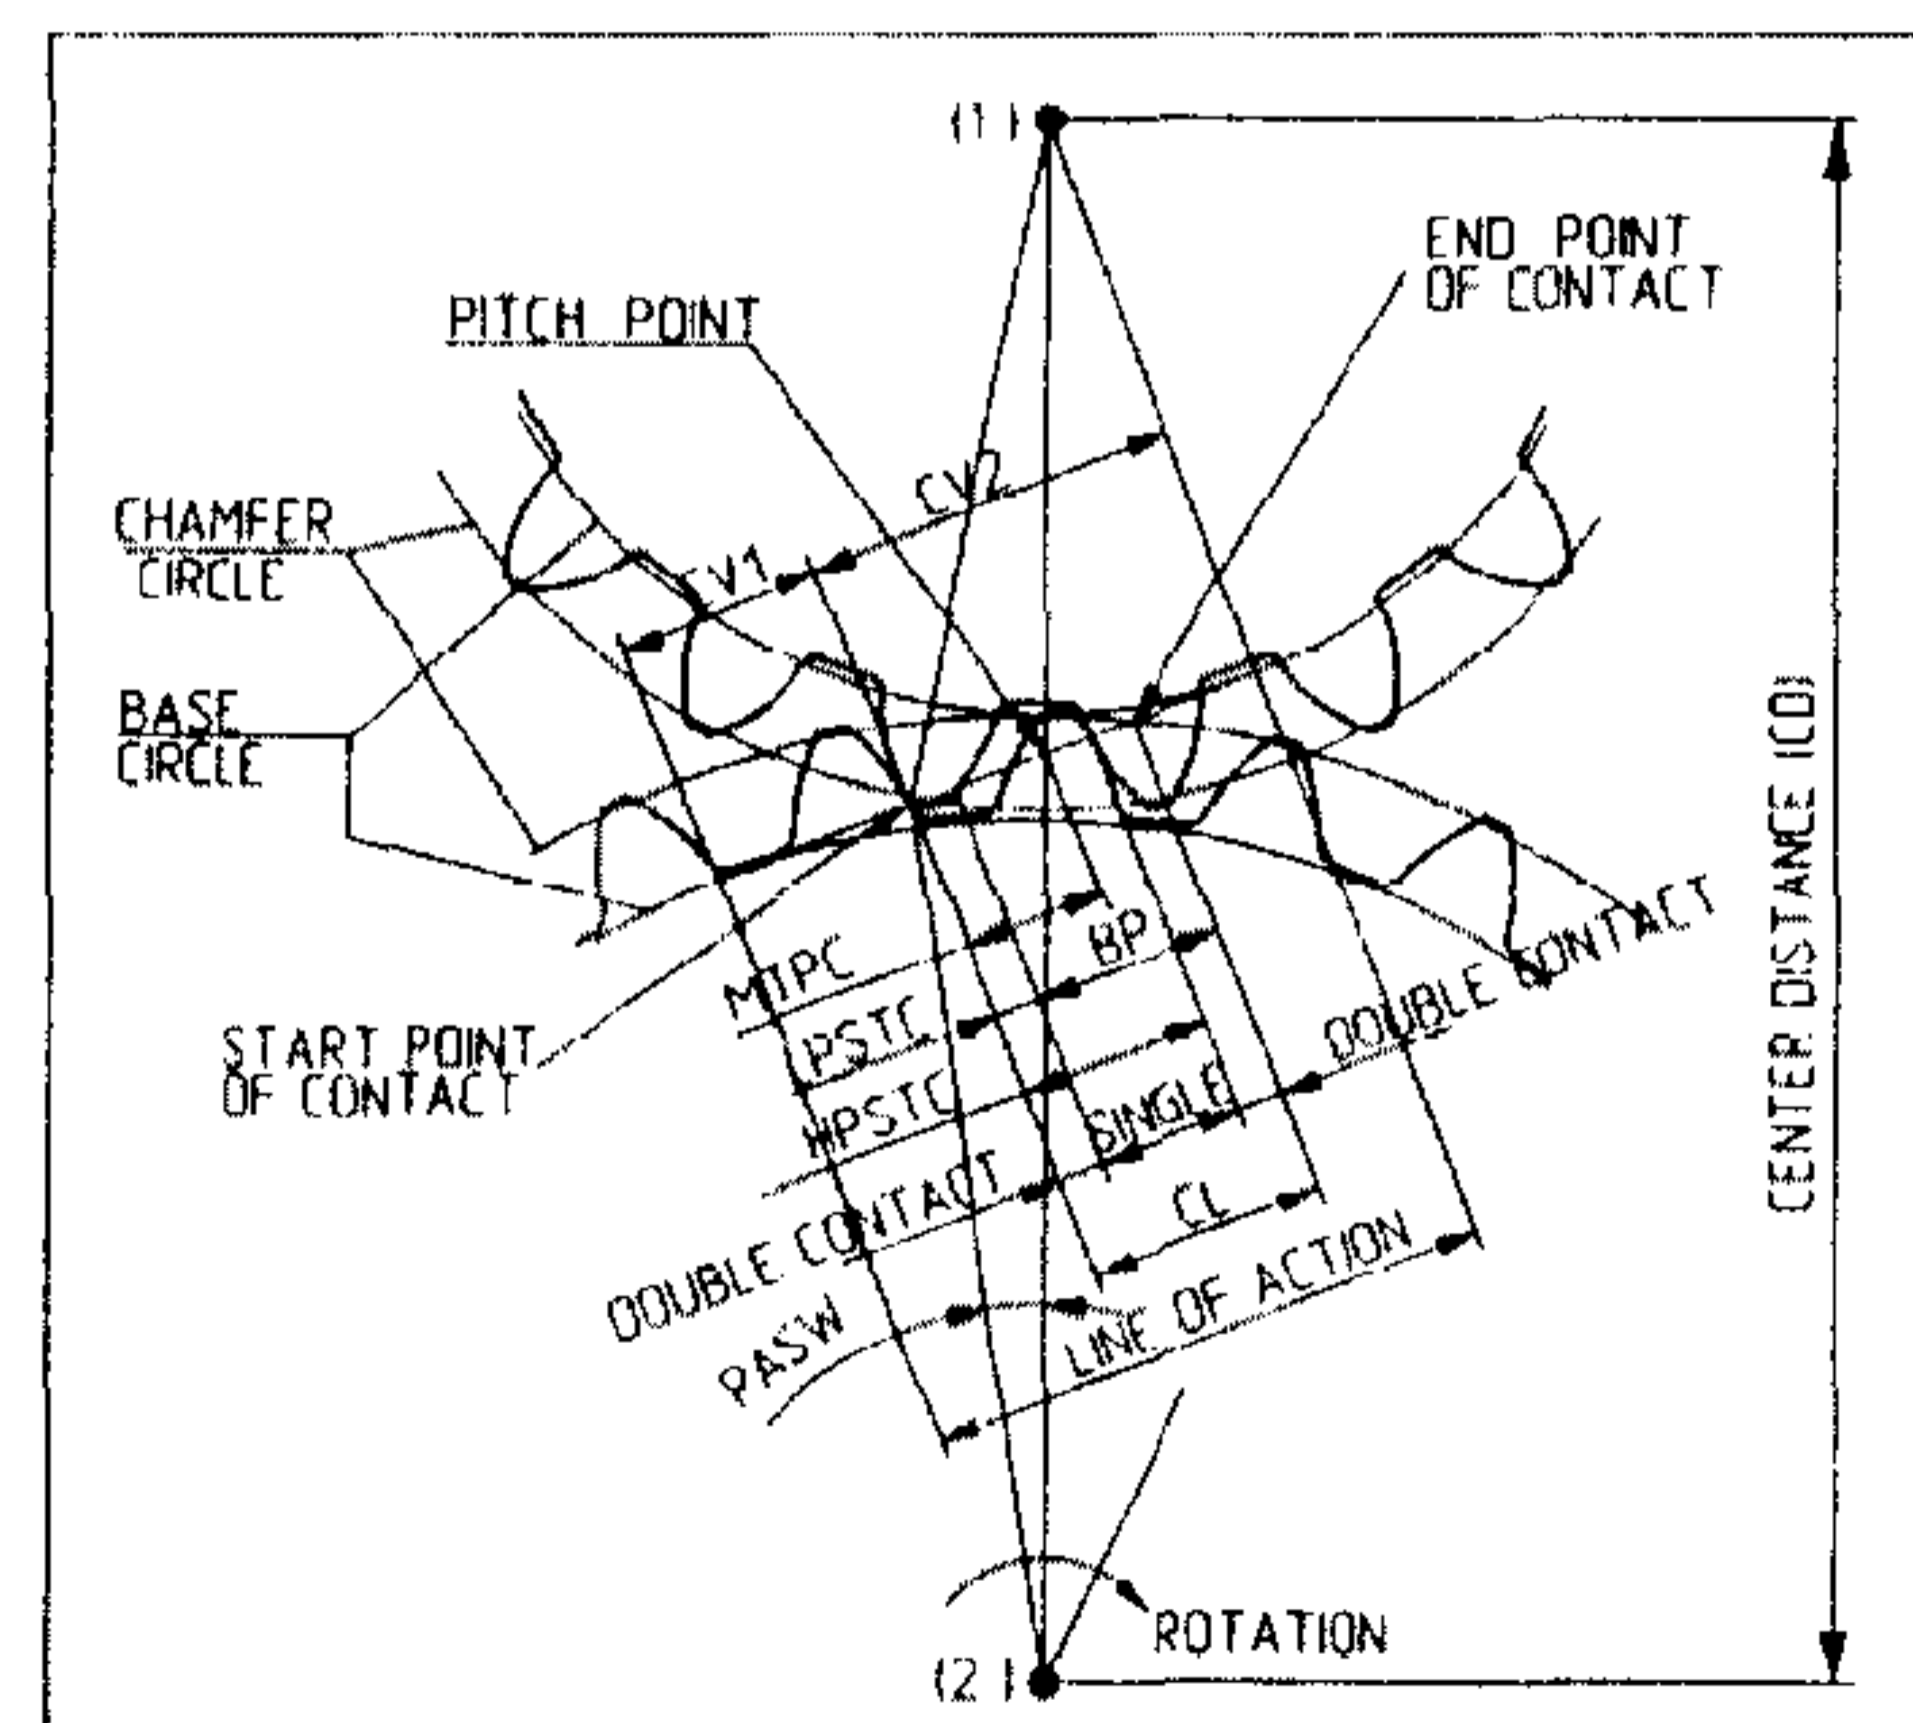 (1)
END POINT
OF CONTACT
PITCH POINT
CV2
CHAMFER
CIRCLE
CV1
BASE
CIRCLE
CENTER DISTANCE (CD)
MTPC
BP
PSTC
DOUBLE CONTACT
START POINT
OF CONTACT
HPSTC
SINGLE
DOUBLE CONTACT
CL
LINE OF ACTION
PASW
ROTATION
(2)